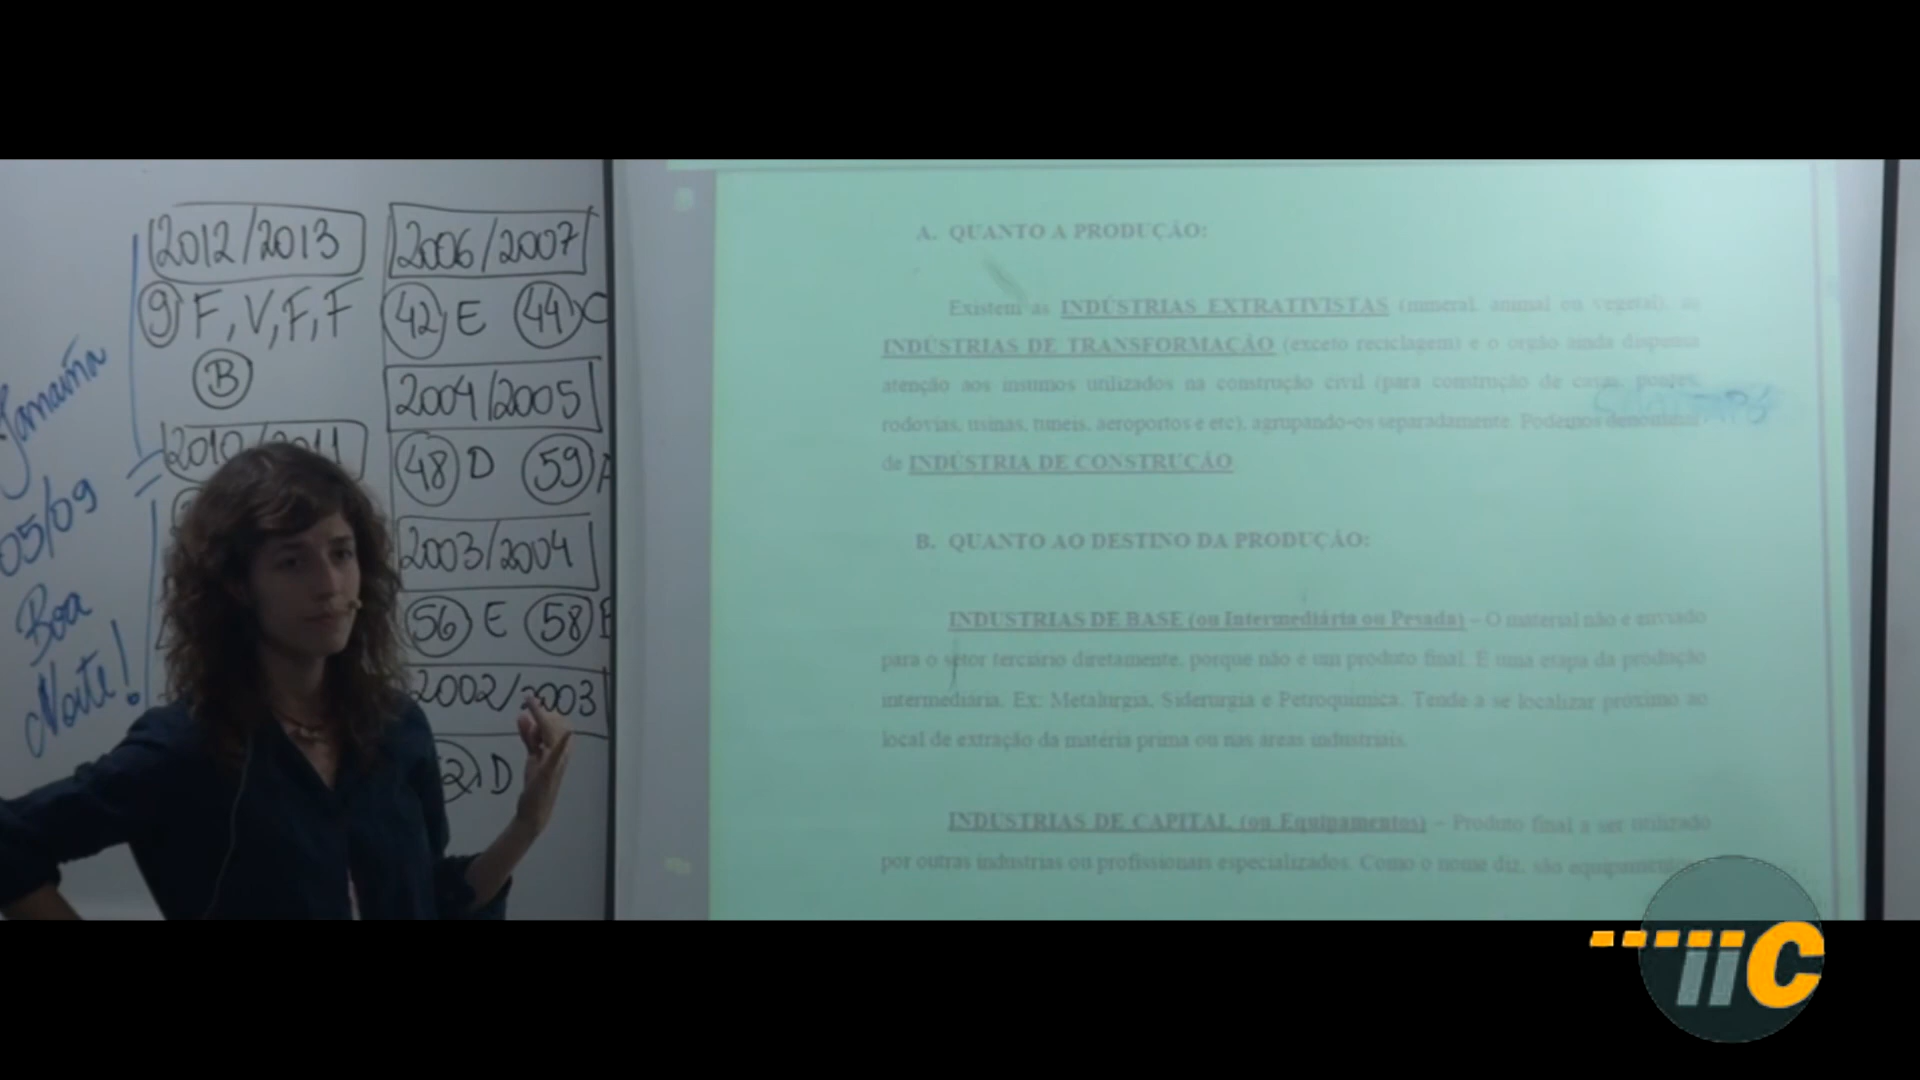 Janaína
05/09
Boa
Noite!
2012/2013
9 F, V, F, F
B
2010/2011
2006/2007
42 E 44 C
2004/2005
48 D 59 A
2003/2004
56 E 58
2002/2003
D
A. QUANTO A PRODUÇÃO:
Existem as INDÚSTRIAS EXTRATIVISTAS (mineral, animal ou vegetal), as
INDÚSTRIAS DE TRANSFORMAÇÃO (exceto reciclagem) e o órgão ainda dispensa
atenção aos insumos utilizados na construção civil (para construção de casas, pontes,
rodovias, usinas, túneis, aeroportos e etc), agrupando-os separadamente. Podemos denominar
de INDÚSTRIA DE CONSTRUÇÃO
B. QUANTO AO DESTINO DA PRODUÇÃO:
INDUSTRIAS DE BASE (ou Intermediária ou Pesada) – O material não é enviado
para o setor terciário diretamente, porque não é um produto final. É uma etapa da produção
intermediária. Ex: Metalurgia, Siderurgia e Petroquímica. Tende a se localizar próximo ao
local de extração da matéria prima ou nas áreas industriais.
INDUSTRIAS DE CAPITAL (ou Equipamentos) – Produto final a ser utilizado
por outras industrias ou profissionais especializados. Como o nome diz, são equipamentos
iiC